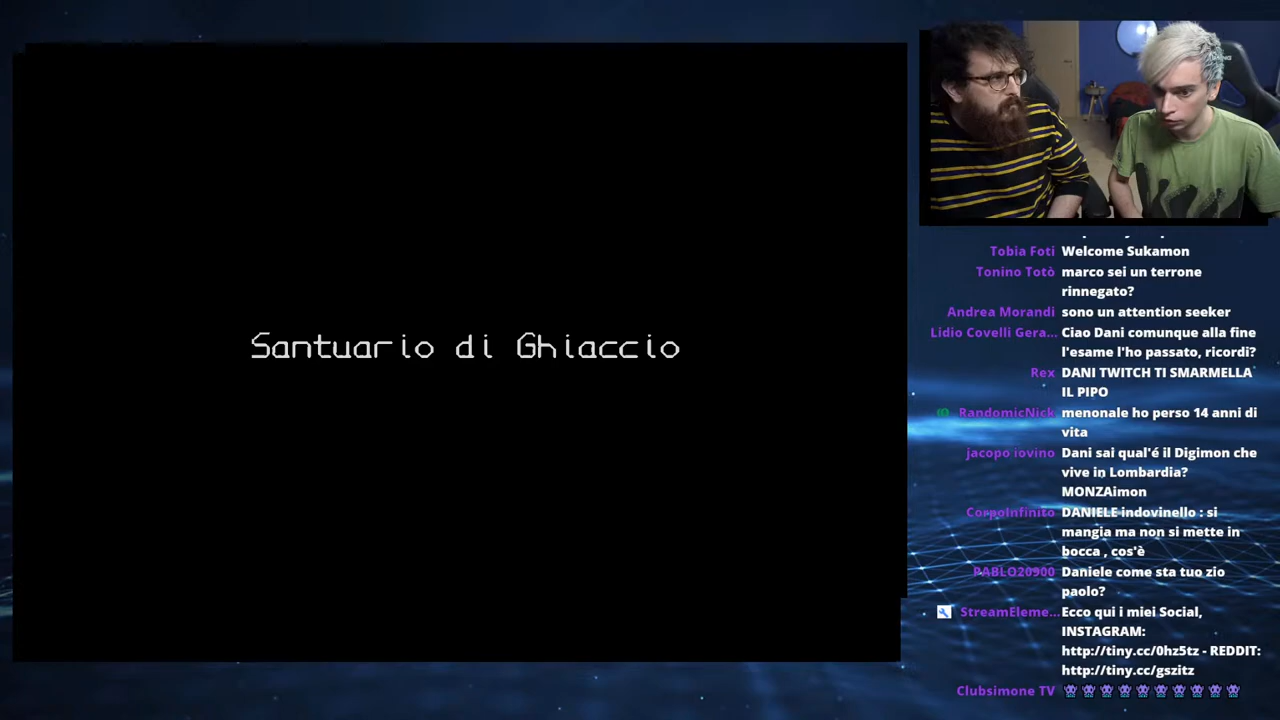 Santuario di Ghiaccio
Tobia Foti Welcome Sukamon
Tonino Totò marco sei un terrone
rinnegato?
Andrea Morandi sono un attention seeker
Lidio Covelli Gera... Ciao Dani comunque alla fine
l'esame l'ho passato, ricordi?
Rex DANI TWITCH TI SMARMELLA
IL PIPO
RandomicNick menonale ho perso 14 anni di
vita
jacopo iovino Dani sai qual'é il Digimon che
vive in Lombardia?
MONZAimon
CorpoInfinito DANIELE indovinello : si
mangia ma non si mette in
bocca , cos'è
PABLO20900 Daniele come sta tuo zio
paolo?
StreamEleme... Ecco qui i miei Social,
INSTAGRAM:
http://tiny.cc/0hz5tz - REDDIT:
http://tiny.cc/gszitz
Clubsimone TV